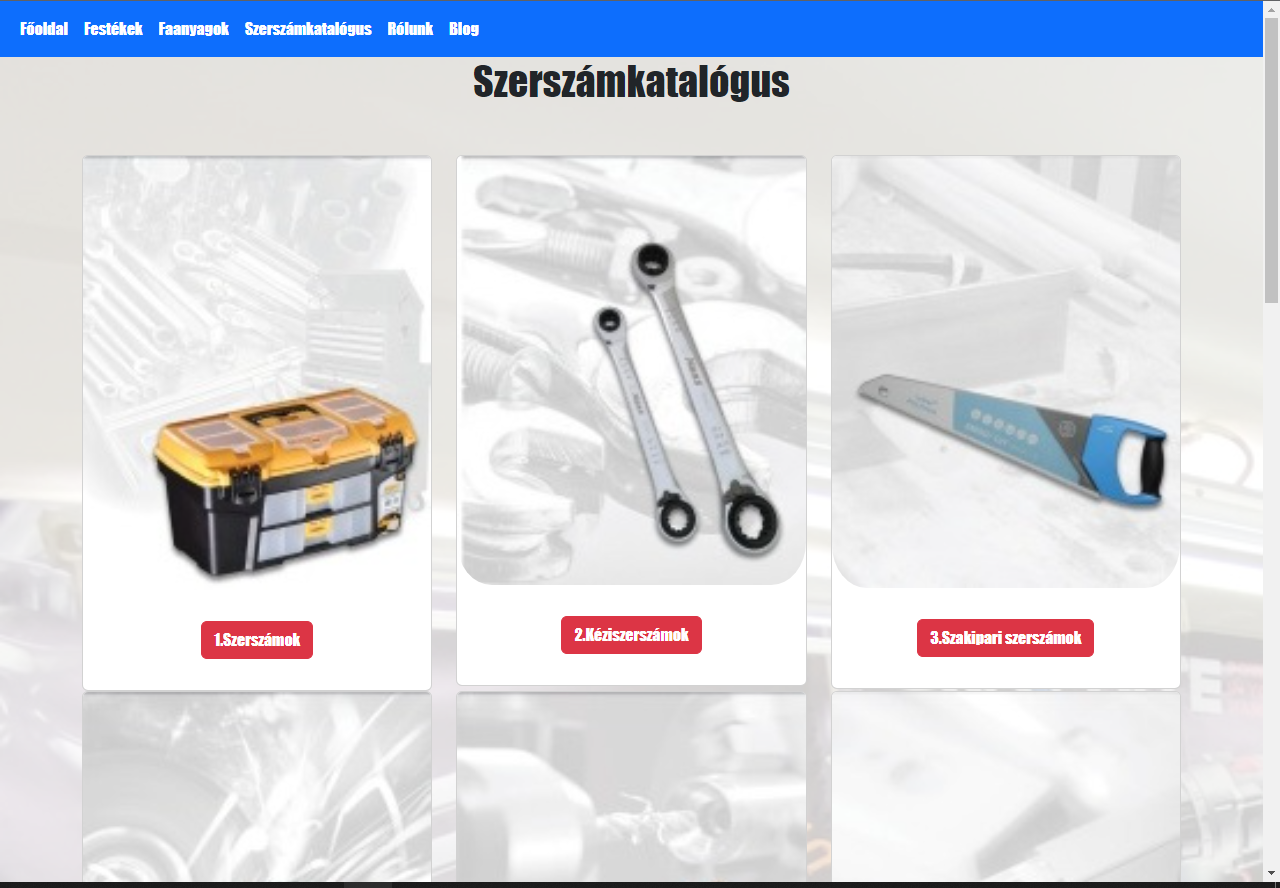 Főoldal Festékek Faanyagok Szerszámkatalógus Rólunk Blog
Szerszámkatalógus
1.Szerszámok
2.Kéziszerszámok
3.Szakipari szerszámok